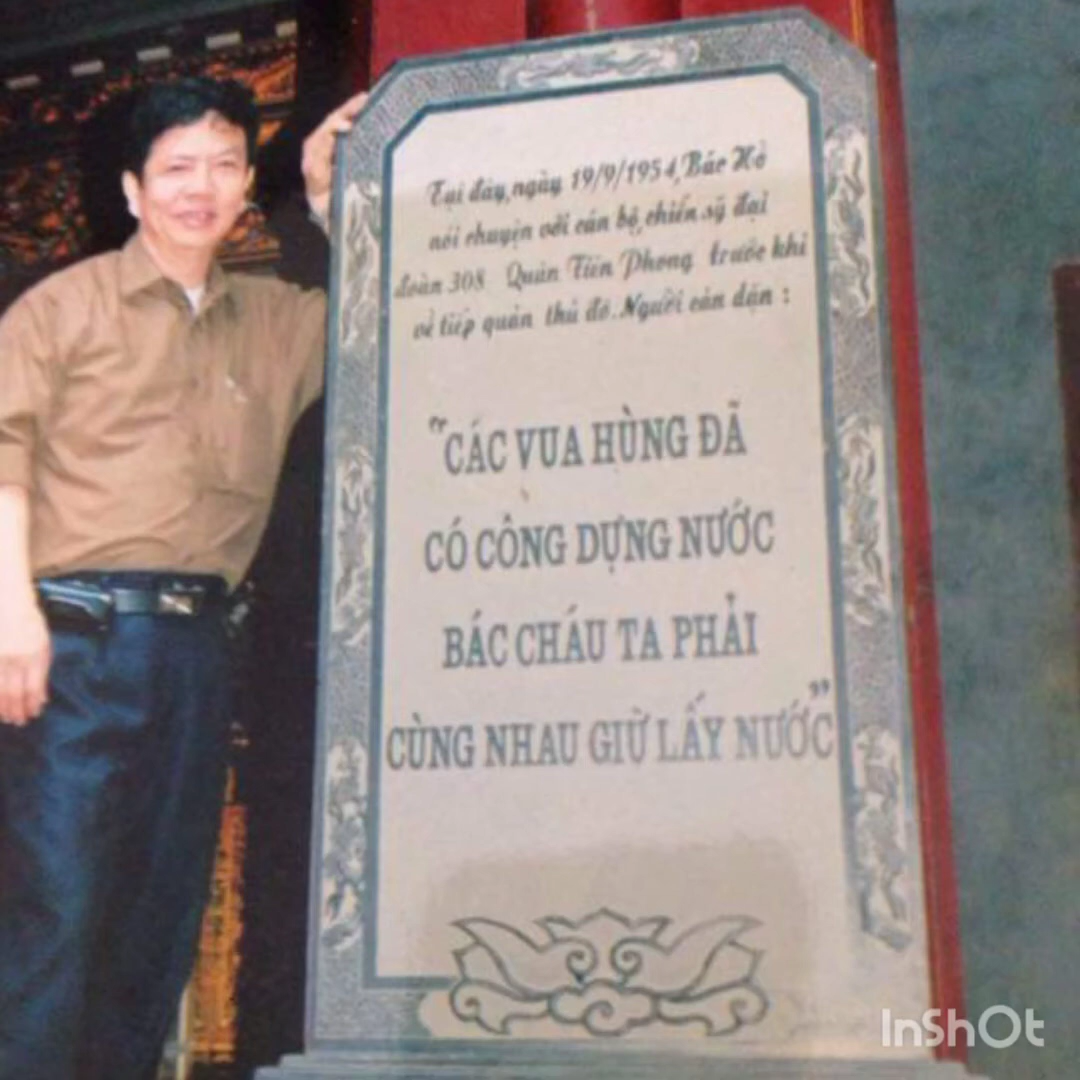 Tại đây, ngày 19/9/1954, Bác Hồ
nói chuyện với cán bộ, chiến sỹ đại
đoàn 308 Quân Tiên Phong trước khi
về tiếp quản thủ đô. Người căn dặn :
"CÁC VUA HÙNG ĐÃ
CÓ CÔNG DỰNG NƯỚC
BÁC CHÁU TA PHẢI
CÙNG NHAU GIỮ LẤY NƯỚC"
InShOt